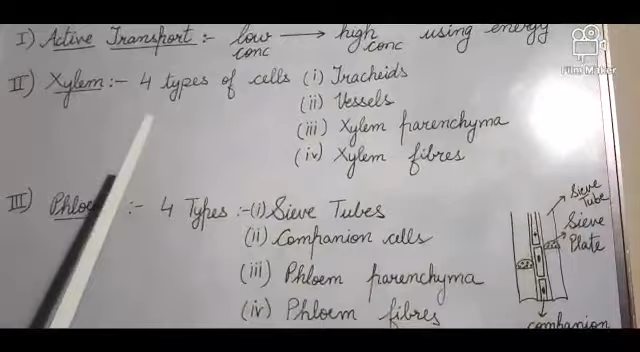 I) Active Transport :- low conc → high conc using energy
II) Xylem :- 4 types of cells (i) Tracheids
(ii) Vessels
(iii) Xylem parenchyma
(iv) Xylem fibres
III) Phloe :- 4 Types :- (i) Sieve Tubes
(ii) Companion cells
(iii) Phloem parenchyma
(iv) Phloem fibres
Sieve Tube
Sieve Plate
companion
Film Maker